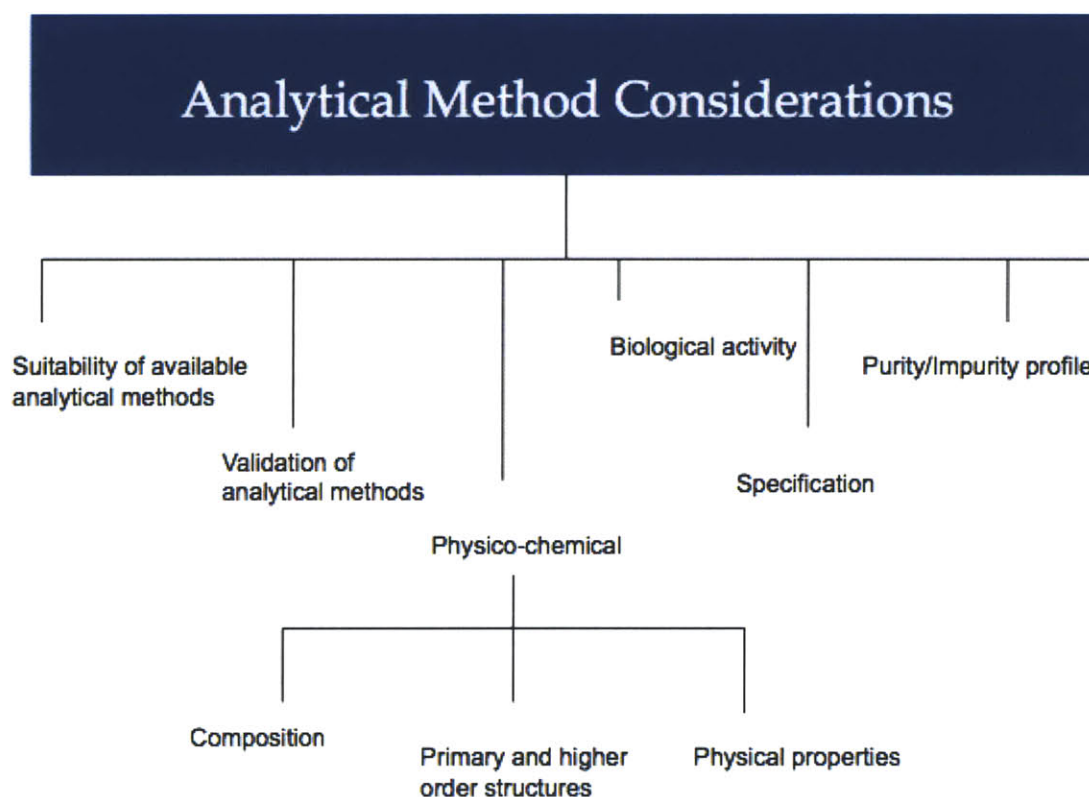 Analytical Method Considerations
Suitability of available
analytical methods
Validation of
analytical methods
Physico-chemical
Biological activity
Specification
Purity/Impurity profile
Composition
Primary and higher
order structures
Physical properties